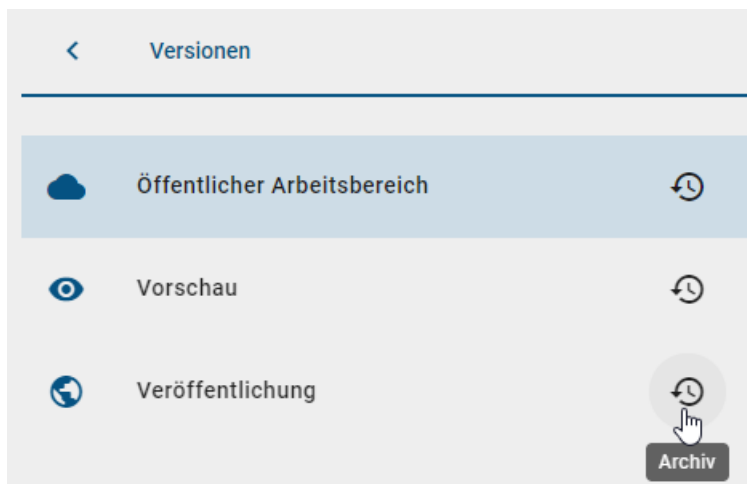 Versionen
Öffentlicher Arbeitsbereich
Vorschau
Veröffentlichung
Archiv